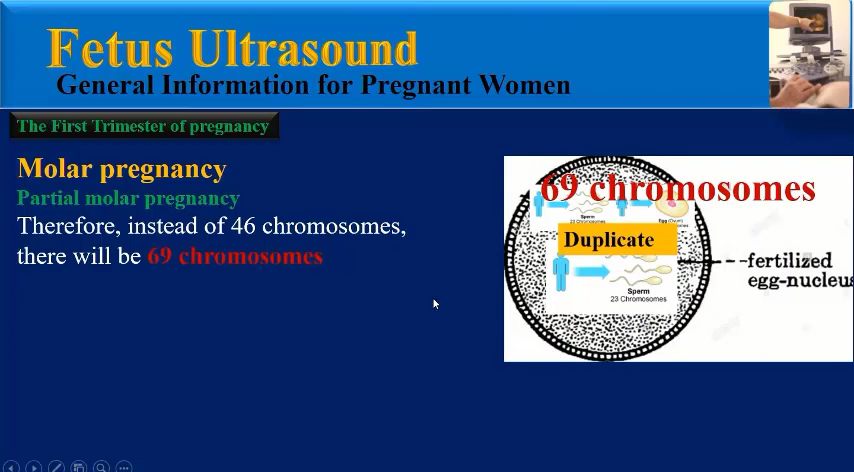 Fetus Ultrasound
General Information for Pregnant Women
The First Trimester of pregnancy
Molar pregnancy
Partial molar pregnancy
Therefore, instead of 46 chromosomes,
there will be 69 chromosomes
69 chromosomes
Sperm
23 Chromosomes
Egg (Ovum)
Duplicate
Sperm
23 Chromosomes
fertilized
egg-nucleus